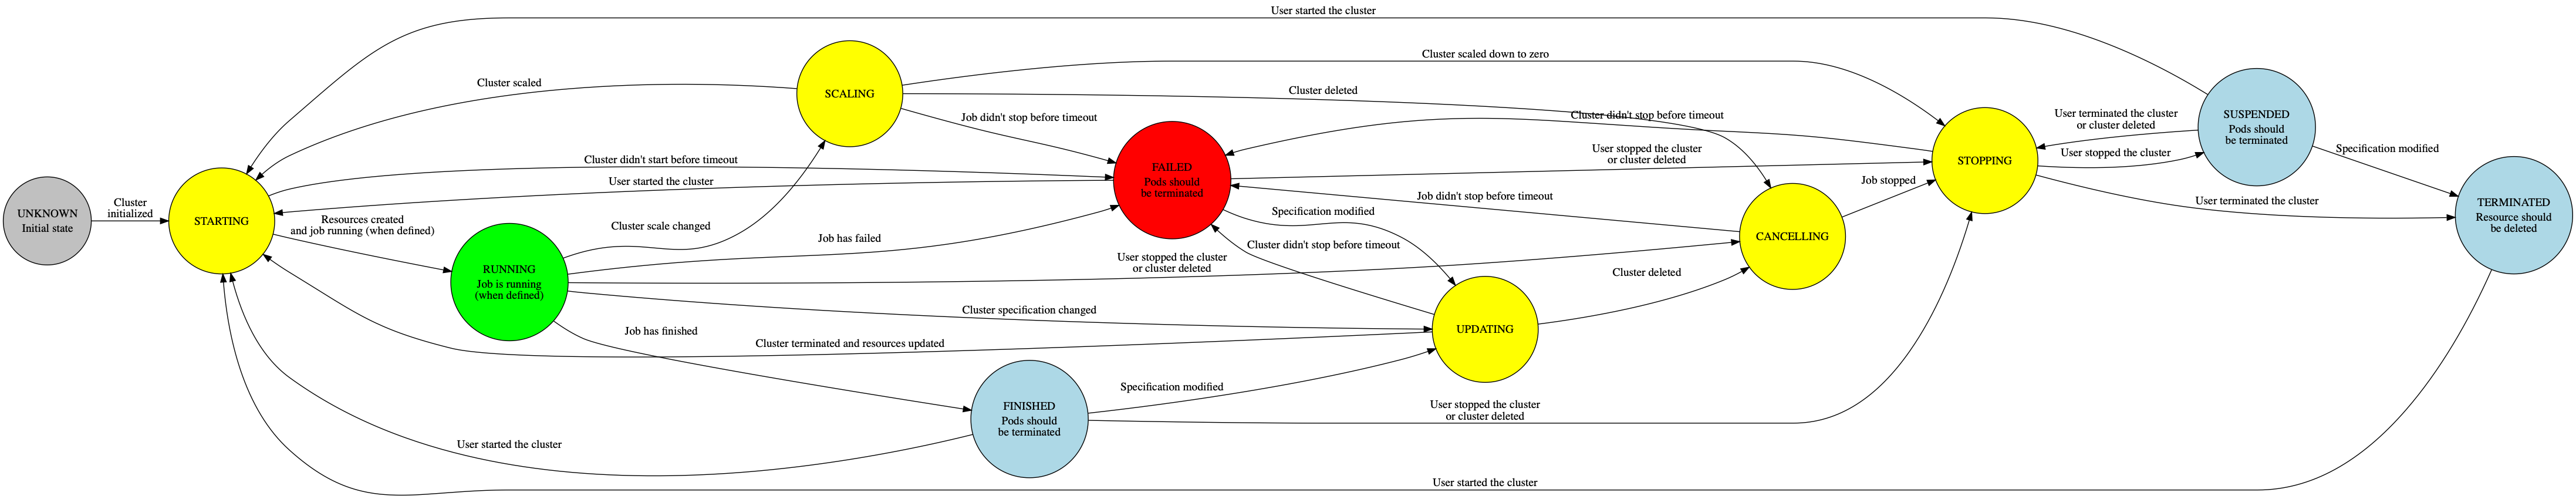 User started the cluster
Cluster scaled down to zero
Cluster scaled
SCALING
Cluster deleted
Cluster didn't stop before timeout
Job didn't stop before timeout
User terminated the cluster
or cluster deleted
SUSPENDED
Pods should
be terminated
User stopped the cluster
or cluster deleted
User stopped the cluster
STOPPING
Specification modified
Cluster didn't start before timeout
FAILED
Pods should
be terminated
User started the cluster
Job stopped
Job didn't stop before timeout
User terminated the cluster
TERMINATED
Resource should
be deleted
UNKNOWN
Initial state
Cluster
initialized
STARTING
Resources created
and job running (when defined)
Cluster scale changed
Specification modified
Job has failed
Cluster didn't stop before timeout
CANCELLING
User stopped the cluster
or cluster deleted
RUNNING
Job is running
(when defined)
Cluster deleted
Cluster specification changed
UPDATING
Job has finished
Cluster terminated and resources updated
Specification modified
FINISHED
Pods should
be terminated
User stopped the cluster
or cluster deleted
User started the cluster
User started the cluster